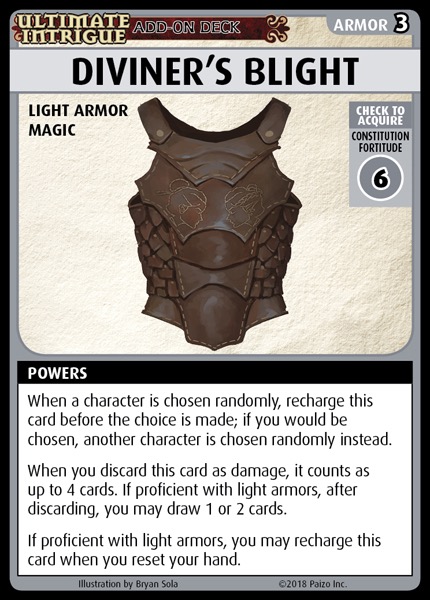 ULTIMATE
INTRIGUE
ADD-ON DECK
ARMOR 3
DIVINER'S BLIGHT
LIGHT ARMOR
MAGIC
CHECK TO
ACQUIRE
CONSTITUTION
FORTITUDE
6
POWERS
When a character is chosen randomly, recharge this
card before the choice is made; if you would be
chosen, another character is chosen randomly instead.
When you discard this card as damage, it counts as
up to 4 cards. If proficient with light armors, after
discarding, you may draw 1 or 2 cards.
If proficient with light armors, you may recharge this
card when you reset your hand.
Illustration by Bryan Sola
©2018 Paizo Inc.